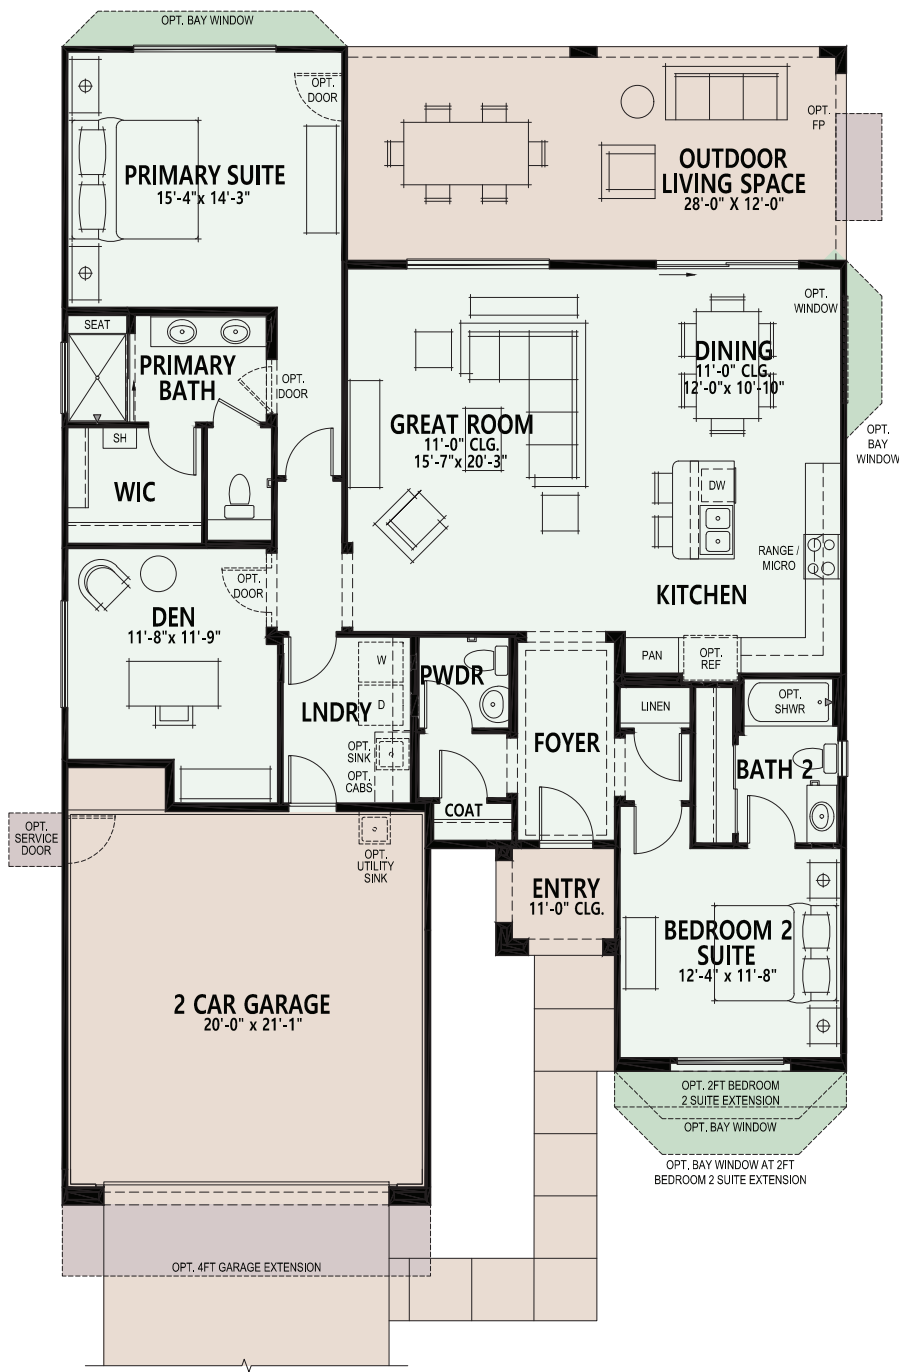 OPT. BAY WINDOW
OPT.
DOOR
PRIMARY SUITE
15'-4"x 14'-3"
OPT.
FP
OUTDOOR
LIVING SPACE
28'-0" X 12'-0"
OPT.
WINDOW
SEAT
PRIMARY
BATH
OPT.
DOOR
DINING
11'-0" CLG.
12'-0"x 10'-10"
GREAT ROOM
11'-0" CLG.
15'-7"x 20'-3"
OPT.
BAY
WINDOW
SH
WIC
DW
RANGE /
MICRO
KITCHEN
OPT.
DOOR
DEN
11'-8"x 11'-9"
W
D
LNDRY
OPT.
SINK
OPT.
CABS
PWDR
PAN
OPT.
REF
LINEN
OPT.
SHWR
FOYER
BATH 2
COAT
OPT.
SERVICE
DOOR
OPT.
UTILITY
SINK
ENTRY
11'-0" CLG.
BEDROOM 2
SUITE
12'-4" x 11'-8"
2 CAR GARAGE
20'-0" x 21'-1"
OPT. 2FT BEDROOM
2 SUITE EXTENSION
OPT. BAY WINDOW
OPT. BAY WINDOW AT 2FT
BEDROOM 2 SUITE EXTENSION
OPT. 4FT GARAGE EXTENSION